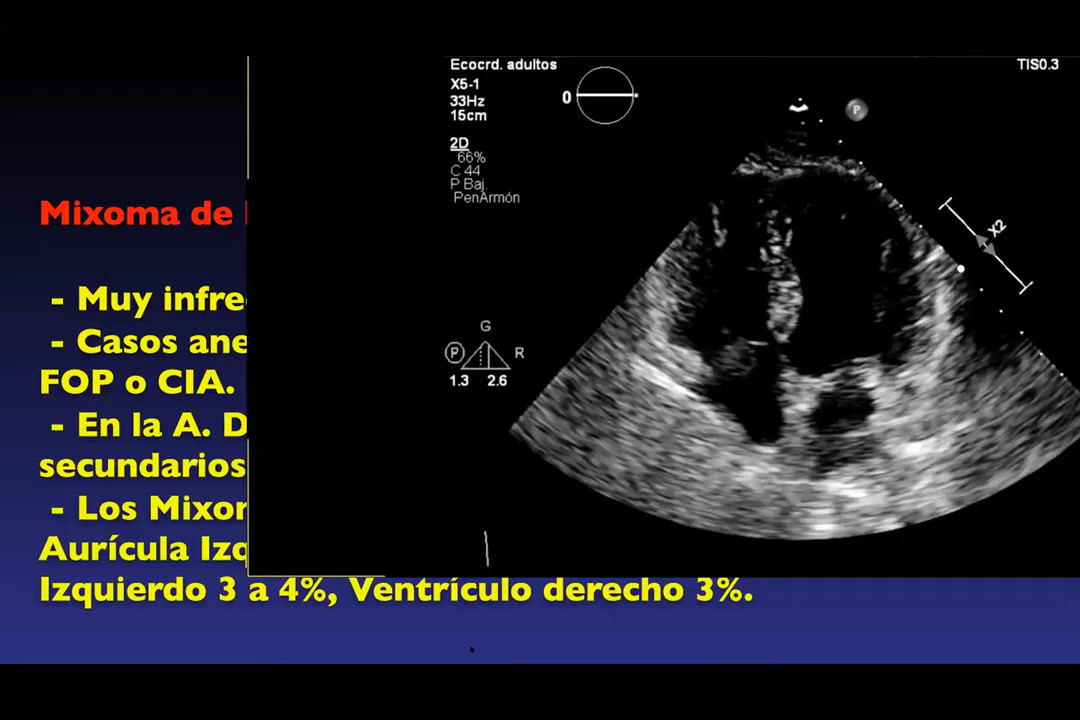 Ecocrd. adultos
TIS0.3
X5-1
33Hz
15cm
0
P
2D
66%
C 44
P Baj.
PenArmón
X2
G
P
R
1.3 2.6
Mixoma de
- Muy infre
- Casos ane
FOP o CIA.
- En la A. D
secundarios
- Los Mixom
Aurícula Izq
Izquierdo 3 a 4%, Ventrículo derecho 3%.